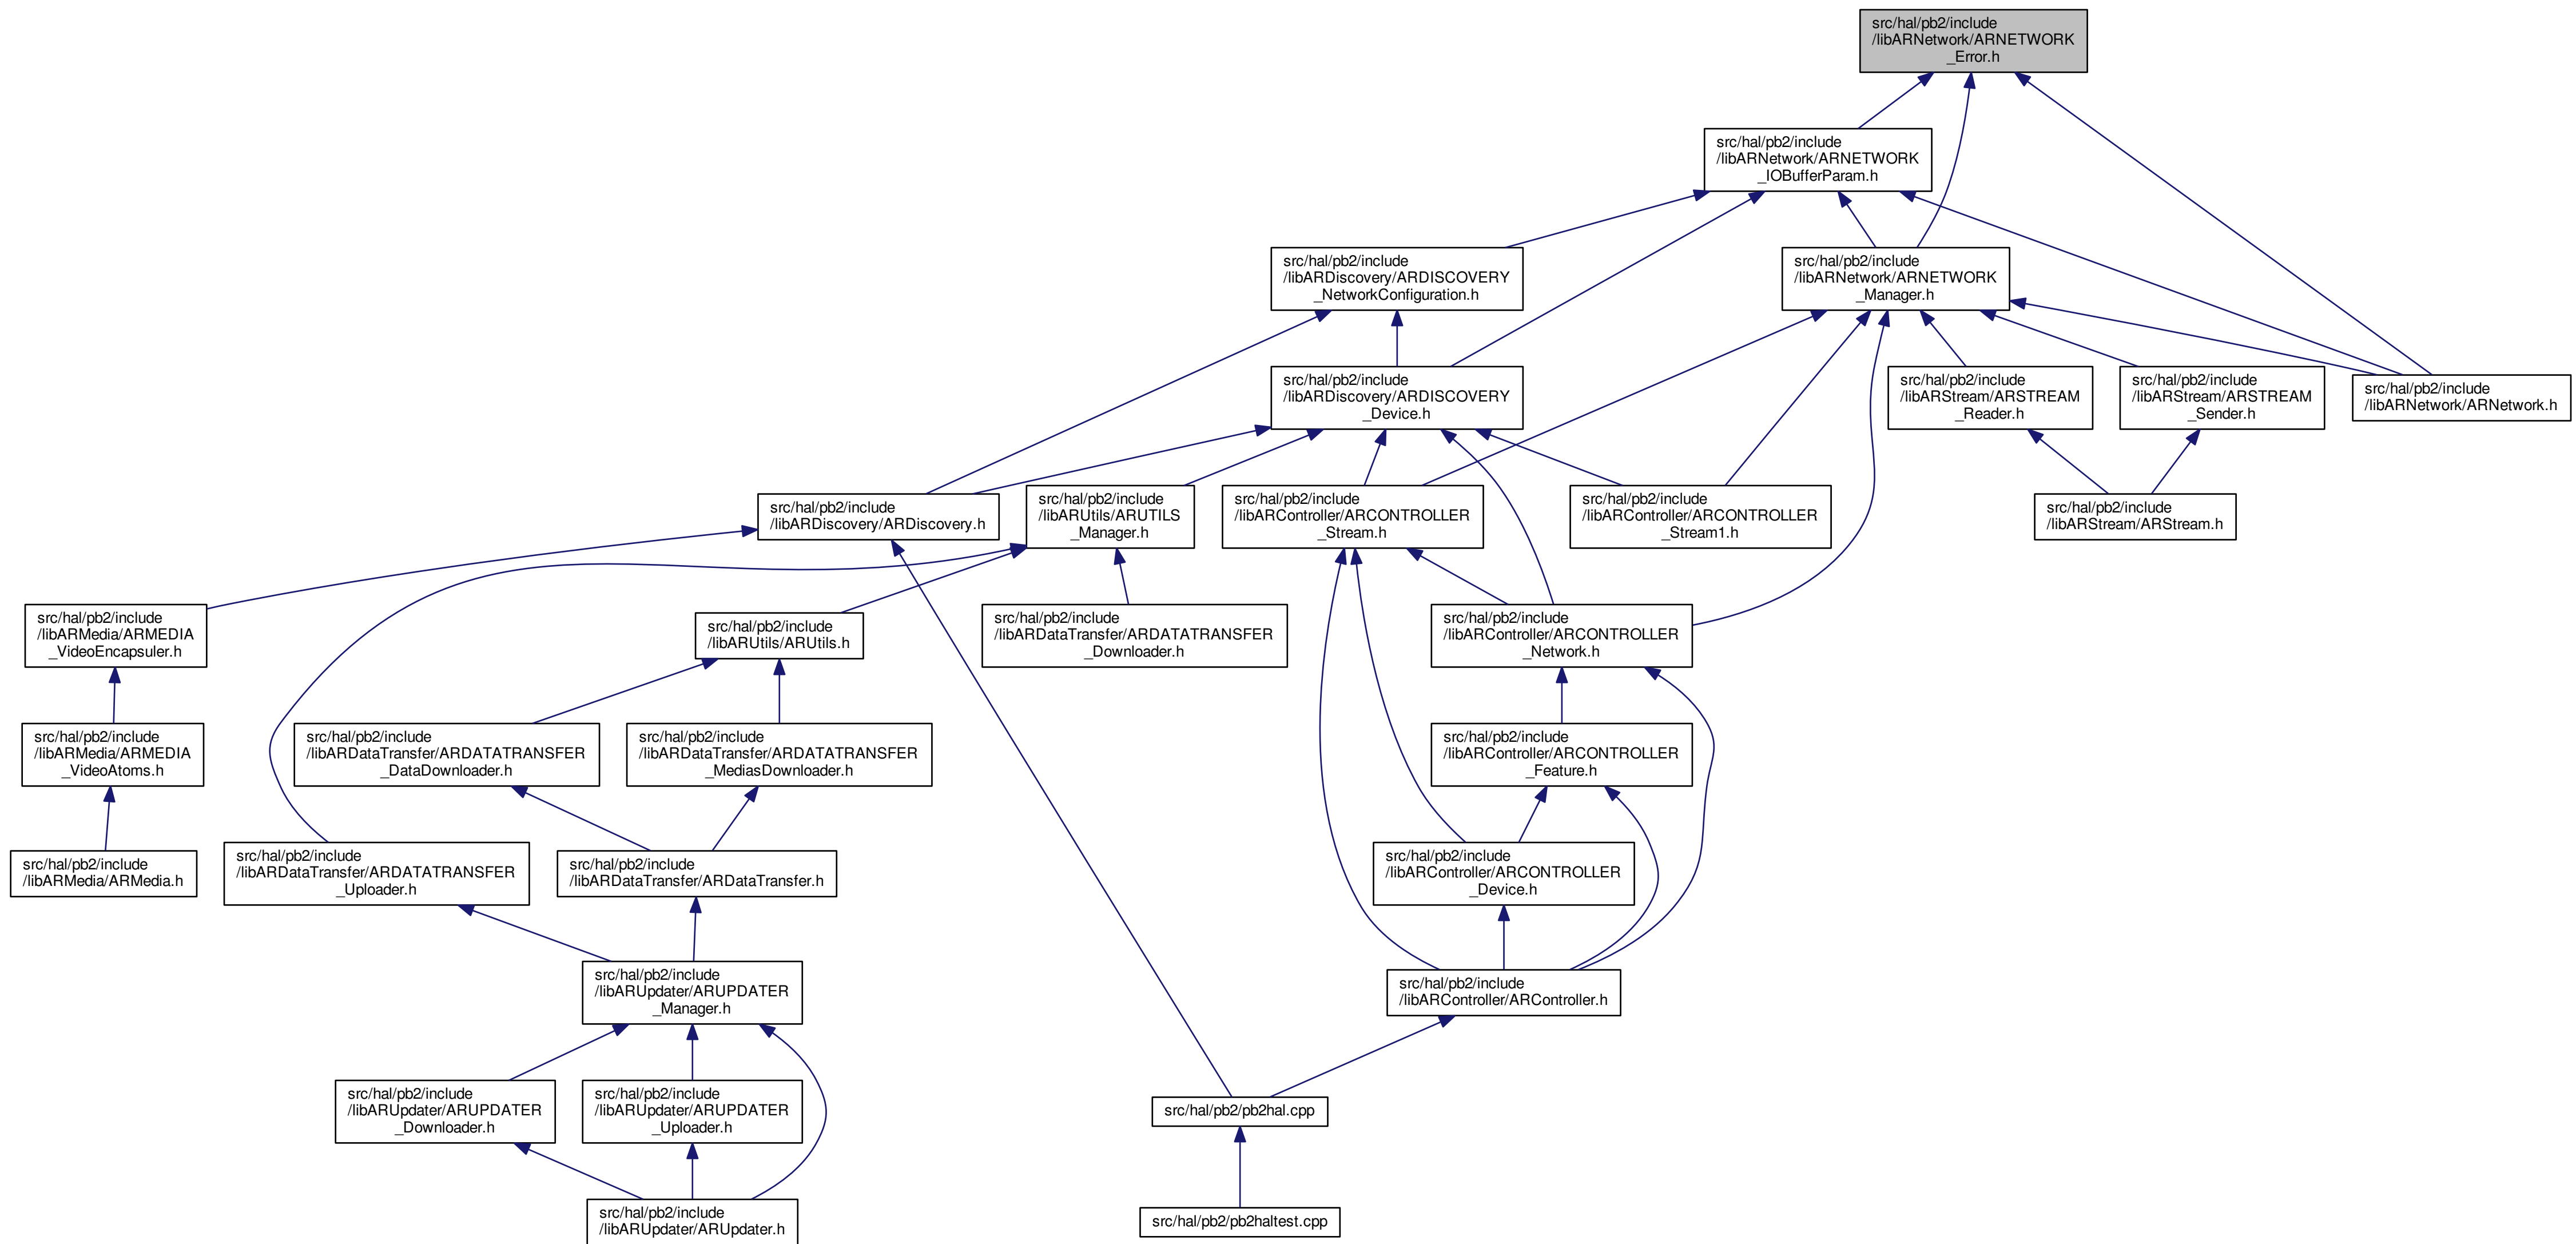 src/hal/pb2/include
/libARNetwork/ARNETWORK
_Error.h
src/hal/pb2/include
/libARNetwork/ARNETWORK
_IOBufferParam.h
src/hal/pb2/include
/libARDiscovery/ARDISCOVERY
_NetworkConfiguration.h
src/hal/pb2/include
/libARNetwork/ARNETWORK
_Manager.h
src/hal/pb2/include
/libARDiscovery/ARDISCOVERY
_Device.h
src/hal/pb2/include
/libARStream/ARSTREAM
_Reader.h
src/hal/pb2/include
/libARStream/ARSTREAM
_Sender.h
src/hal/pb2/include
/libARNetwork/ARNetwork.h
src/hal/pb2/include
/libARDiscovery/ARDiscovery.h
src/hal/pb2/include
/libARUtils/ARUTILS
_Manager.h
src/hal/pb2/include
/libARController/ARCONTROLLER
_Stream.h
src/hal/pb2/include
/libARController/ARCONTROLLER
_Stream1.h
src/hal/pb2/include
/libARStream/ARStream.h
src/hal/pb2/include
/libARMedia/ARMEDIA
_VideoEncapsuler.h
src/hal/pb2/include
/libARUtils/ARUtils.h
src/hal/pb2/include
/libARDataTransfer/ARDATATRANSFER
_Downloader.h
src/hal/pb2/include
/libARController/ARCONTROLLER
_Network.h
src/hal/pb2/include
/libARMedia/ARMEDIA
_VideoAtoms.h
src/hal/pb2/include
/libARDataTransfer/ARDATATRANSFER
_DataDownloader.h
src/hal/pb2/include
/libARDataTransfer/ARDATATRANSFER
_MediasDownloader.h
src/hal/pb2/include
/libARController/ARCONTROLLER
_Feature.h
src/hal/pb2/include
/libARMedia/ARMedia.h
src/hal/pb2/include
/libARDataTransfer/ARDATATRANSFER
_Uploader.h
src/hal/pb2/include
/libARDataTransfer/ARDataTransfer.h
src/hal/pb2/include
/libARController/ARCONTROLLER
_Device.h
src/hal/pb2/include
/libARUpdater/ARUPDATER
_Manager.h
src/hal/pb2/include
/libARController/ARController.h
src/hal/pb2/include
/libARUpdater/ARUPDATER
_Downloader.h
src/hal/pb2/include
/libARUpdater/ARUPDATER
_Uploader.h
src/hal/pb2/pb2hal.cpp
src/hal/pb2/include
/libARUpdater/ARUpdater.h
src/hal/pb2/pb2haltest.cpp